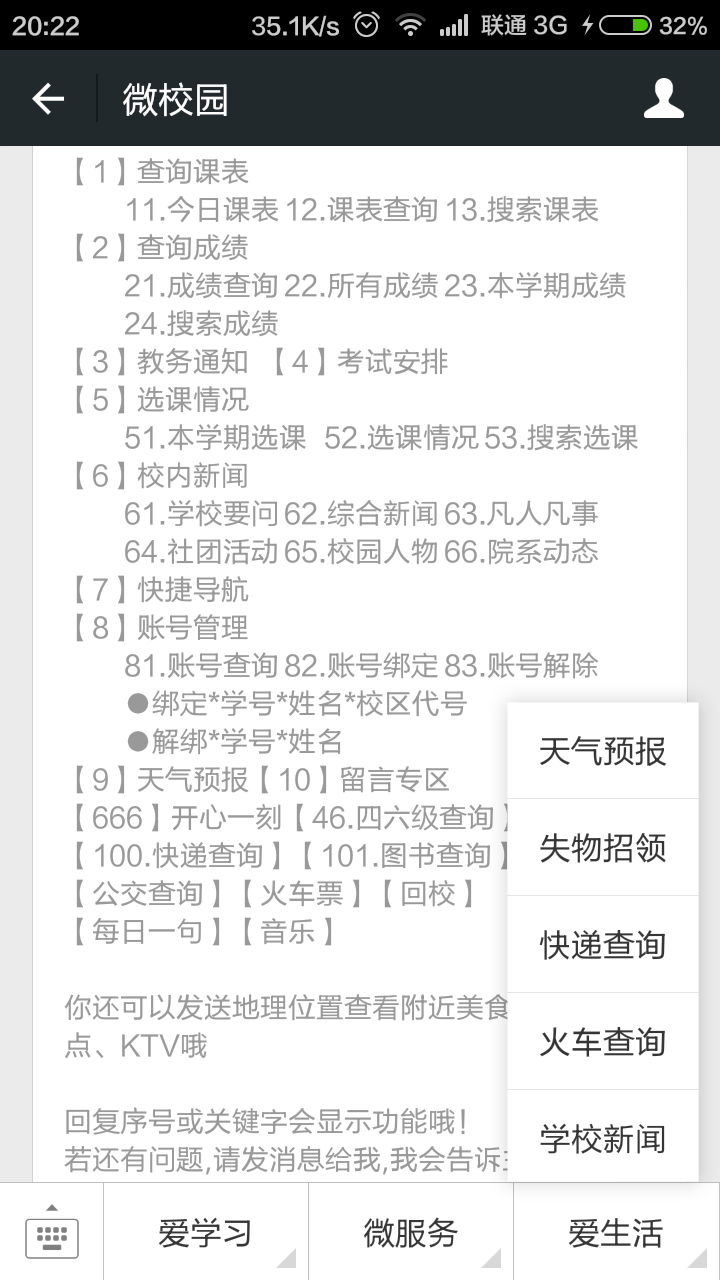 20:22 35.1K/s 联通 3G 32%
微校园
【1】查询课表
11.今日课表 12.课表查询 13.搜索课表
【2】查询成绩
21.成绩查询 22.所有成绩 23.本学期成绩
24.搜索成绩
【3】教务通知 【4】考试安排
【5】选课情况
51.本学期选课 52.选课情况 53.搜索选课
【6】校内新闻
61.学校要问 62.综合新闻 63.凡人凡事
64.社团活动 65.校园人物 66.院系动态
【7】快捷导航
【8】账号管理
81.账号查询 82.账号绑定 83.账号解除
●绑定*学号*姓名*校区代号
●解绑*学号*姓名
【9】天气预报【10】留言专区
【666】开心一刻【46.四六级查询】
【100.快递查询】【101.图书查询】
【公交查询】【火车票】【回校】
【每日一句】【音乐】
你还可以发送地理位置查看附近美食
点、KTV哦
回复序号或关键字会显示功能哦!
若还有问题,请发消息给我,我会告诉
天气预报
失物招领
快递查询
火车查询
学校新闻
爱学习 微服务 爱生活